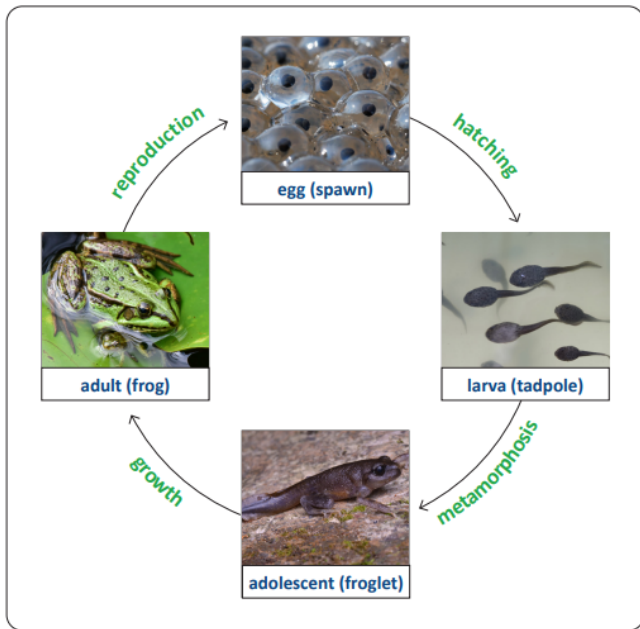 reproduction
egg (spawn)
hatching
adult (frog)
larva (tadpole)
growth
adolescent (froglet)
metamorphosis